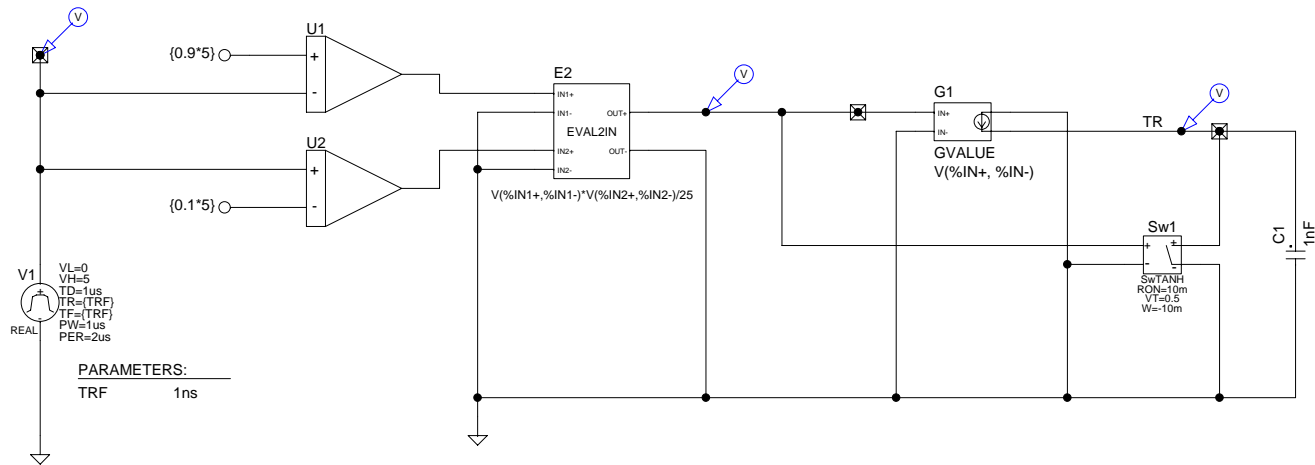 V
V
V
U1
{0.9*5}
+
-
E2
IN1+
IN1-
OUT+
EVAL2IN
IN2+
OUT-
IN2-
V(%IN1+,%IN1-)*V(%IN2+,%IN2-)/25
G1
IN+
IN-
GVALUE
V(%IN+, %IN-)
TR
U2
+
-
{0.1*5}
Sw1
+
+
-
-
SwTANH
RON=10m
VT=0.5
W=-10m
C1
1nF
V1
+
-
REAL
VL=0
VH=5
TD=1us
TR={TRF}
TF={TRF}
PW=1us
PER=2us
PARAMETERS:
TRF 1ns